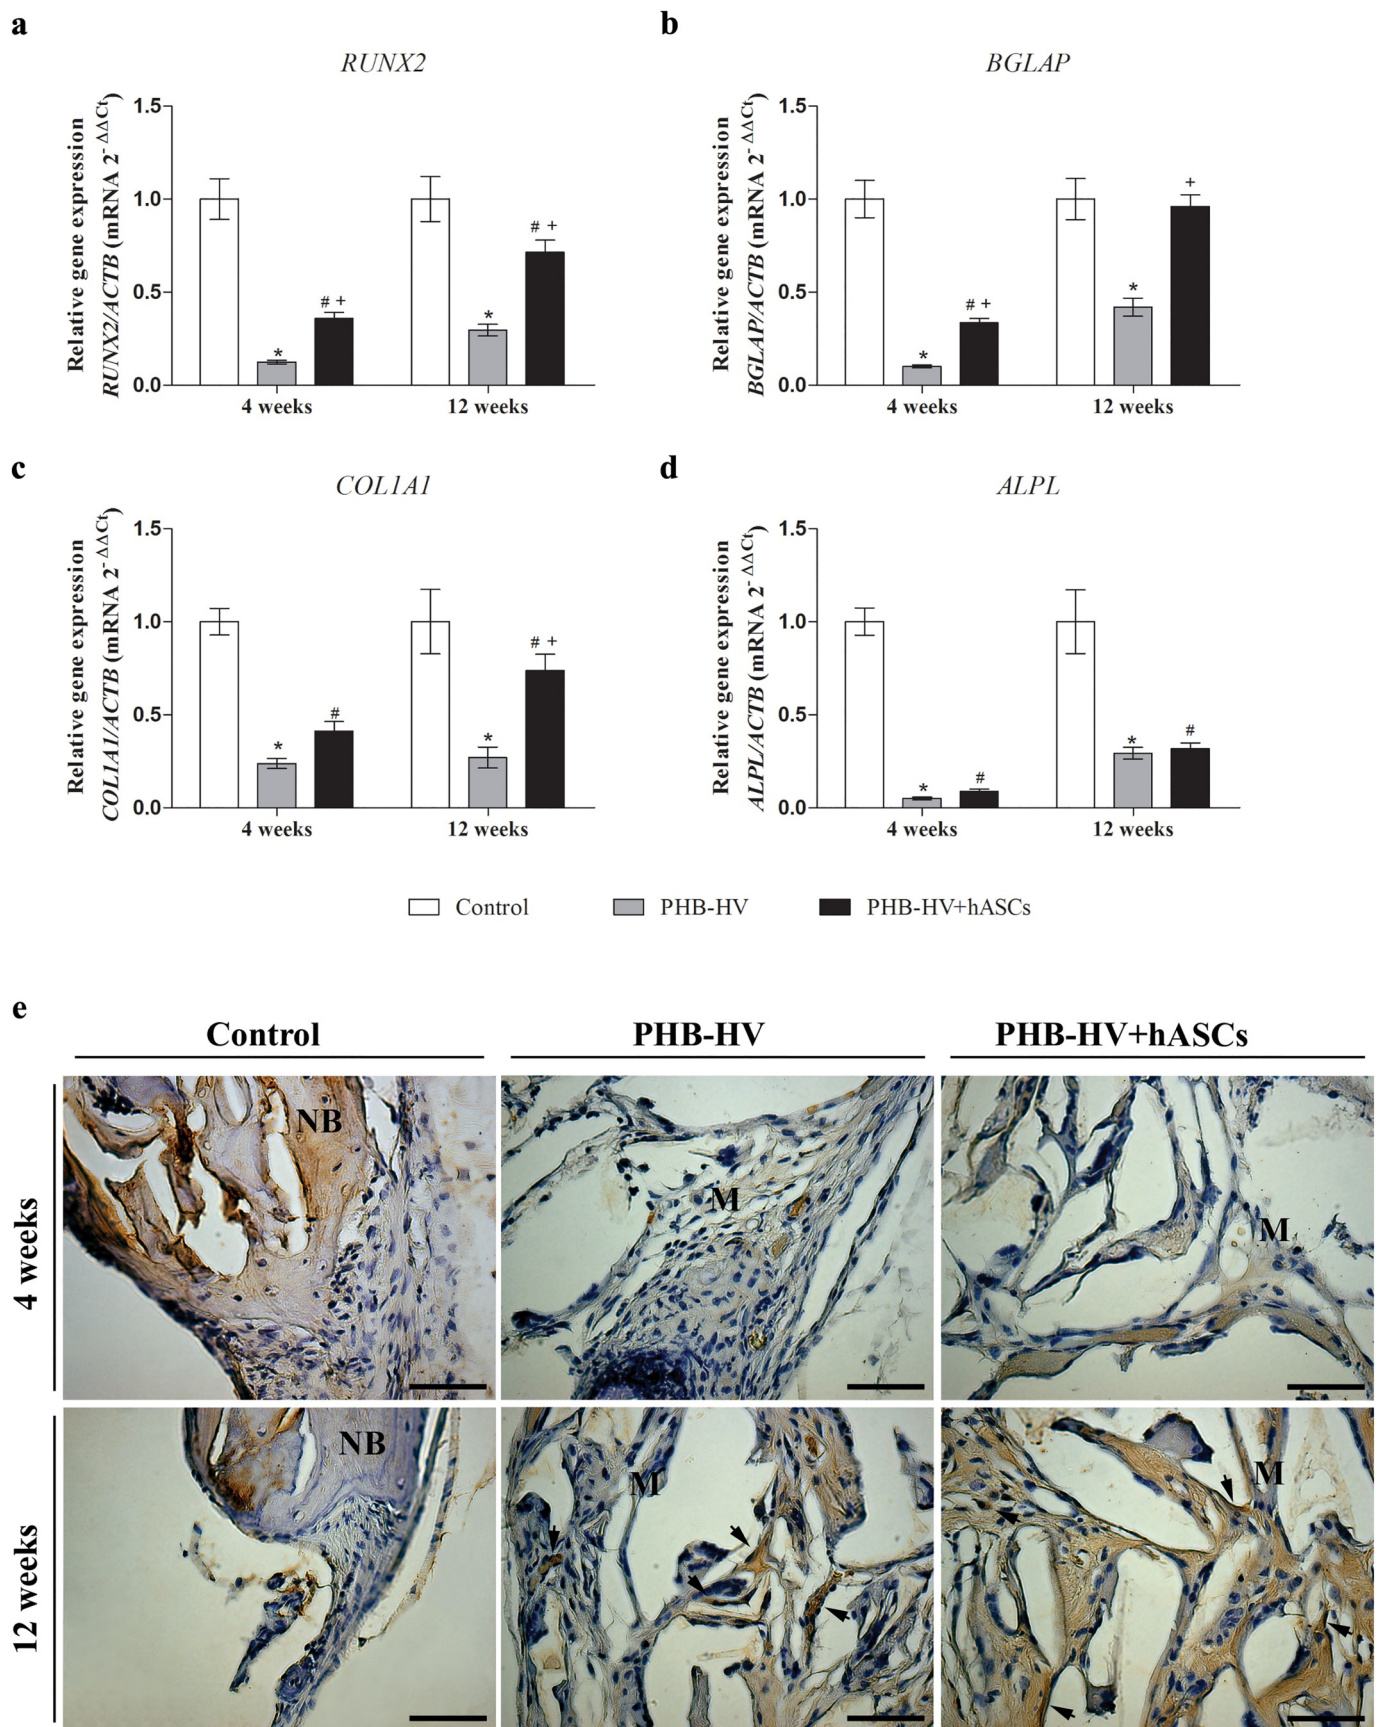 a
RUNX2
Relative gene expression
RUNX2/ACTB (mRNA 2^-ΔΔCt)
1.5
1.0
0.5
0.0
*
# +
*
# +
4 weeks
12 weeks
b
BGLAP
Relative gene expression
BGLAP/ACTB (mRNA 2^-ΔΔCt)
1.5
1.0
0.5
0.0
*
# +
*
+
4 weeks
12 weeks
c
COL1A1
Relative gene expression
COL1A1/ACTB (mRNA 2^-ΔΔCt)
1.5
1.0
0.5
0.0
*
#
*
# +
4 weeks
12 weeks
d
ALPL
Relative gene expression
ALPL/ACTB (mRNA 2^-ΔΔCt)
1.5
1.0
0.5
0.0
*
#
*
#
4 weeks
12 weeks
Control
PHB-HV
PHB-HV+hASCs
e
Control
PHB-HV
PHB-HV+hASCs
4 weeks
NB
M
M
12 weeks
NB
M
M